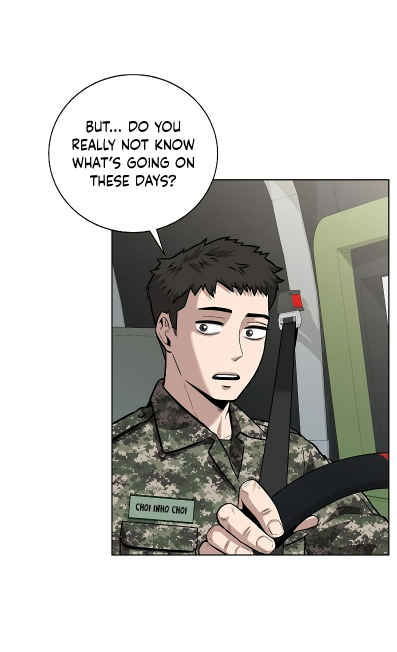 BUT... DO YOU
REALLY NOT KNOW
WHAT'S GOING ON
THESE DAYS?
CHOI INHO CHOI